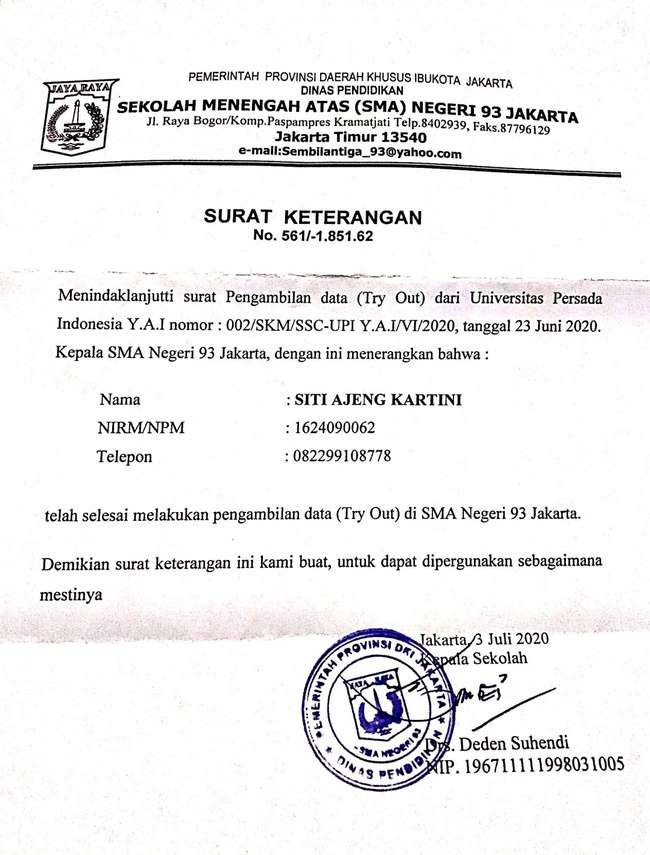 JAYA RAYA
PEMERINTAH PROVINSI DAERAH KHUSUS IBUKOTA JAKARTA
DINAS PENDIDIKAN
SEKOLAH MENENGAH ATAS (SMA) NEGERI 93 JAKARTA
Jl. Raya Bogor/Komp.Paspampres Kramatjati Telp.8402939, Faks.87796129
Jakarta Timur 13540
e-mail:Sembilantiga_93@yahoo.com
SURAT KETERANGAN
No. 561/-1.851.62
Menindaklanjutti surat Pengambilan data (Try Out) dari Universitas Persada
Indonesia Y.A.I nomor : 002/SKM/SSC-UPI Y.A.I/VI/2020, tanggal 23 Juni 2020.
Kepala SMA Negeri 93 Jakarta, dengan ini menerangkan bahwa :
Nama : SITI AJENG KARTINI
NIRM/NPM : 1624090062
Telepon : 082299108778
telah selesai melakukan pengambilan data (Try Out) di SMA Negeri 93 Jakarta.
Demikian surat keterangan ini kami buat, untuk dapat dipergunakan sebagaimana
mestinya
Jakarta, 3 Juli 2020
Kepala Sekolah
PEMERINTAH PROVINSI DKI JAKARTA
JAYA RAYA
SMA NEGERI 93
DINAS PENDIDIKAN
Drs. Deden Suhendi
NIP. 196711111998031005